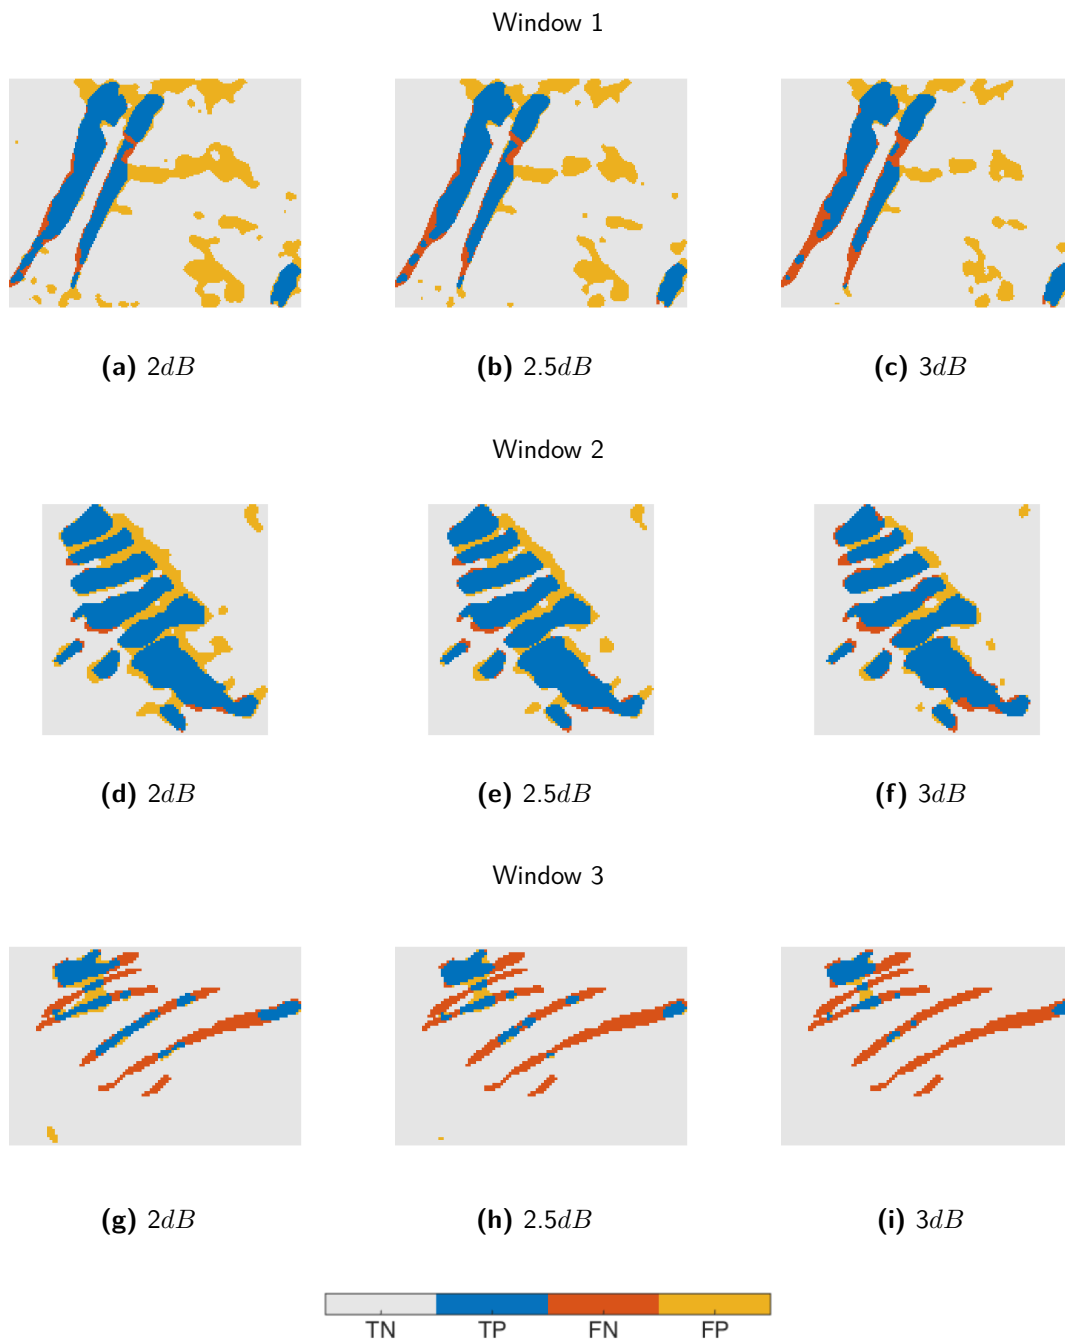 Window 1
(a) 2dB
(b) 2.5dB
(c) 3dB
Window 2
(d) 2dB
(e) 2.5dB
(f) 3dB
Window 3
(g) 2dB
(h) 2.5dB
(i) 3dB
TN TP FN FP